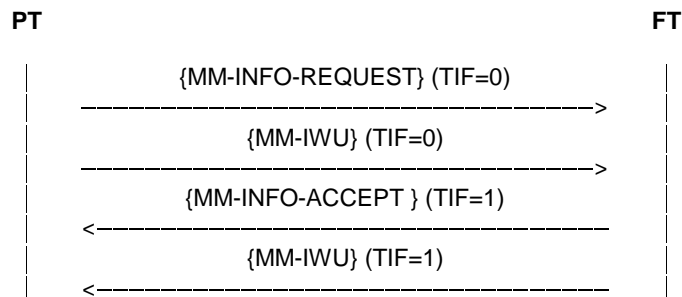 PT FT
{MM-INFO-REQUEST} (TIF=0)
{MM-IWU} (TIF=0)
{MM-INFO-ACCEPT } (TIF=1)
{MM-IWU} (TIF=1)